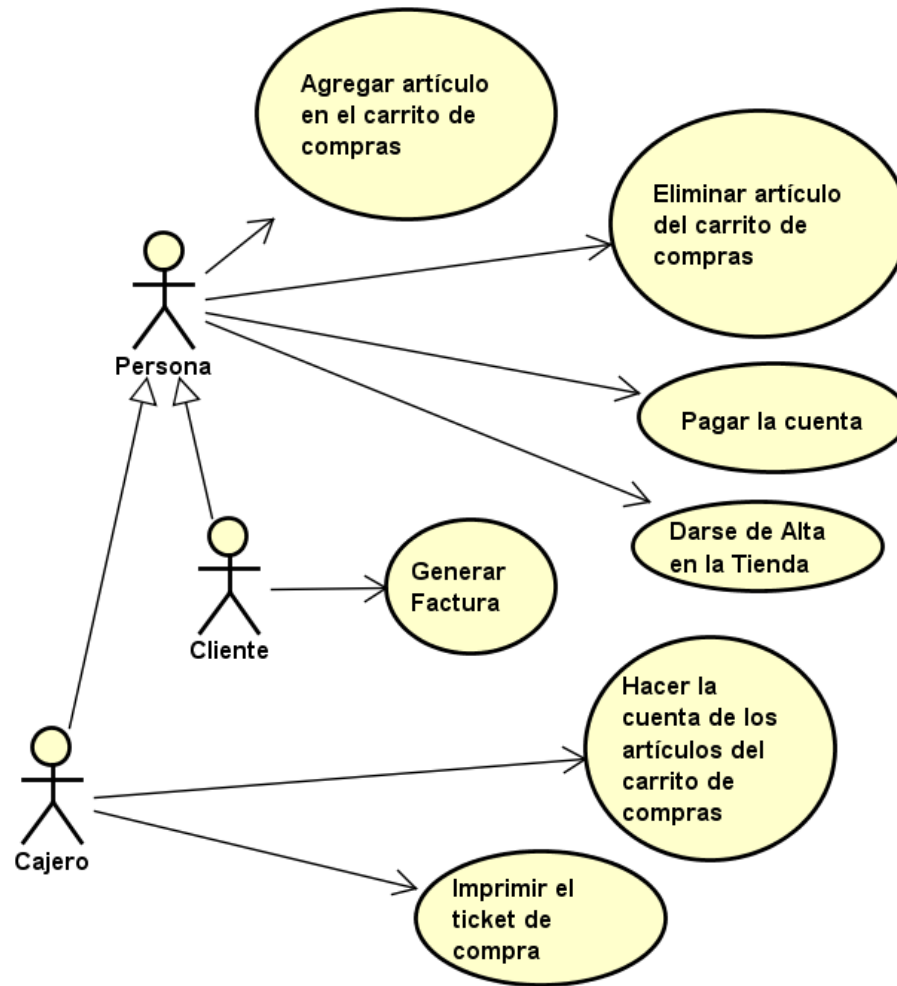 Agregar artículo
en el carrito de
compras
Eliminar artículo
del carrito de
compras
Persona
Pagar la cuenta
Darse de Alta
en la Tienda
Generar
Factura
Cliente
Hacer la
cuenta de los
artículos del
carrito de
compras
Cajero
Imprimir el
ticket de
compra